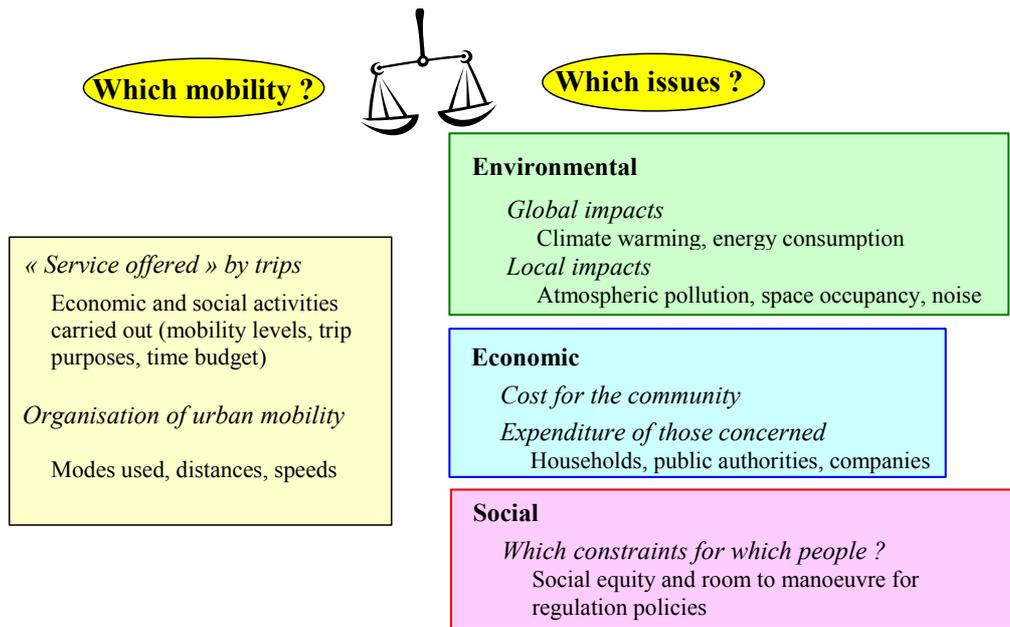 Which mobility ?
« Service offered » by trips
Economic and social activities
carried out (mobility levels, trip
purposes, time budget)
Organisation of urban mobility
Modes used, distances, speeds
Which issues ?
Environmental
Global impacts
Climate warming, energy consumption
Local impacts
Atmospheric pollution, space occupancy, noise
Economic
Cost for the community
Expenditure of those concerned
Households, public authorities, companies
Social
Which constraints for which people ?
Social equity and room to manoeuvre for
regulation policies